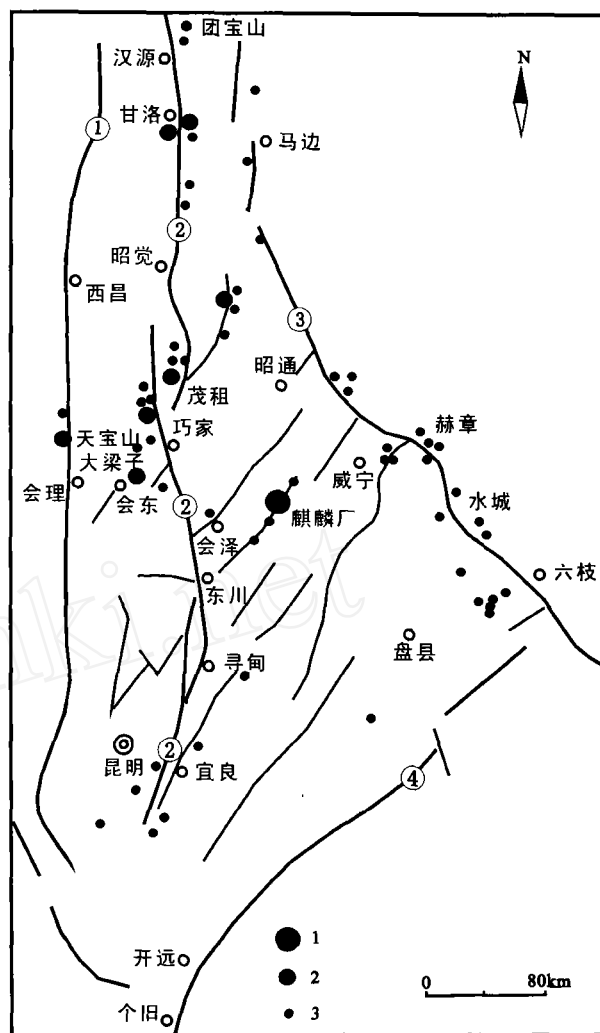 团宝山
汉源
N
甘洛
①
马边
②
昭觉
西昌
③
昭通
茂租
天宝山
巧家
赫章
大梁子
威宁
会理
会东
②
麒麟厂
水城
会泽
东川
六枝
寻甸
盘县
昆明
②
宜良
④
1
开远
2
0
80km
个旧
3